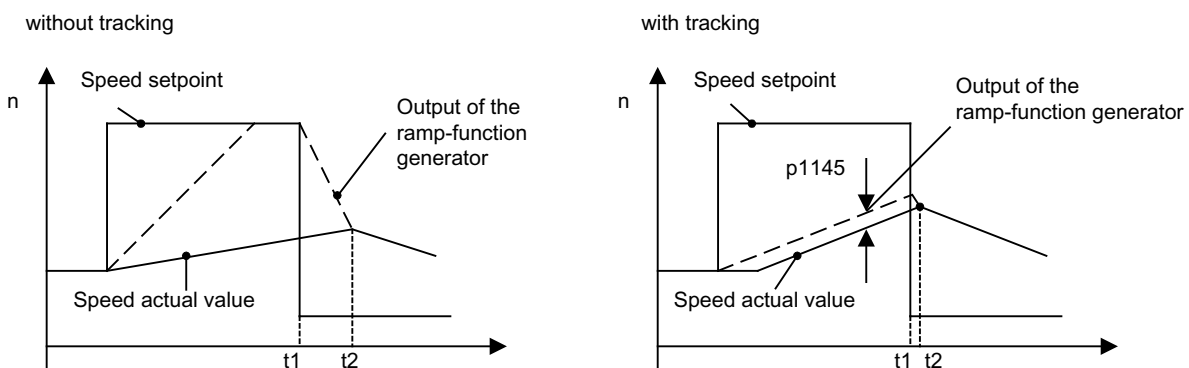 without tracking
n
Speed setpoint
Output of the
ramp-function
generator
Speed actual value
t1
t2
with tracking
n
Speed setpoint
Output of the
ramp-function generator
p1145
Speed actual value
t1
t2